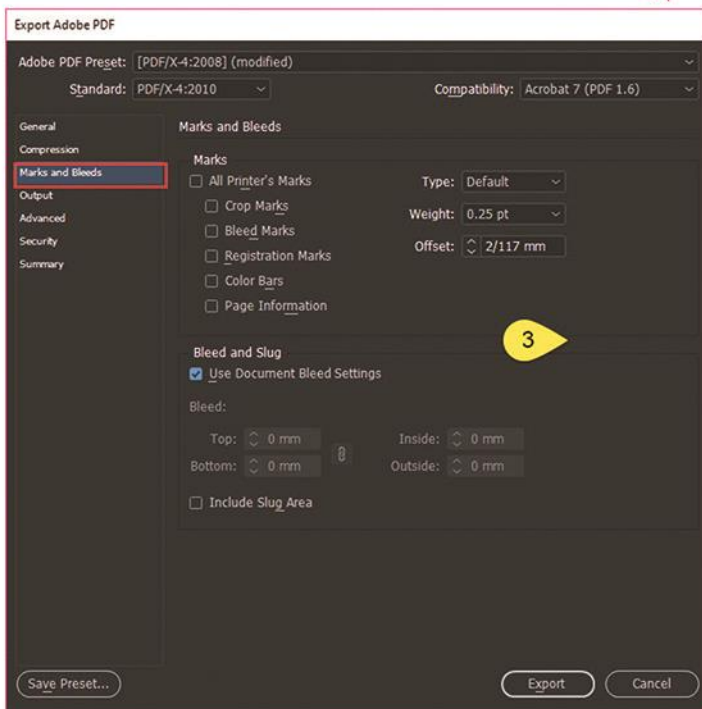 Export Adobe PDF
Adobe PDF Preset: [PDF/X-4:2008] (modified)
Standard: PDF/X-4:2010 Compatibility: Acrobat 7 (PDF 1.6)
General
Compression
Marks and Bleeds
Output
Advanced
Security
Summary
Marks and Bleeds
Marks
All Printer's Marks
Crop Marks
Bleed Marks
Registration Marks
Color Bars
Page Information
Type: Default
Weight: 0.25 pt
Offset: 2/117 mm
3
Bleed and Slug
Use Document Bleed Settings
Bleed:
Top: 0 mm Inside: 0 mm
Bottom: 0 mm Outside: 0 mm
Include Slug Area
Save Preset... Export Cancel